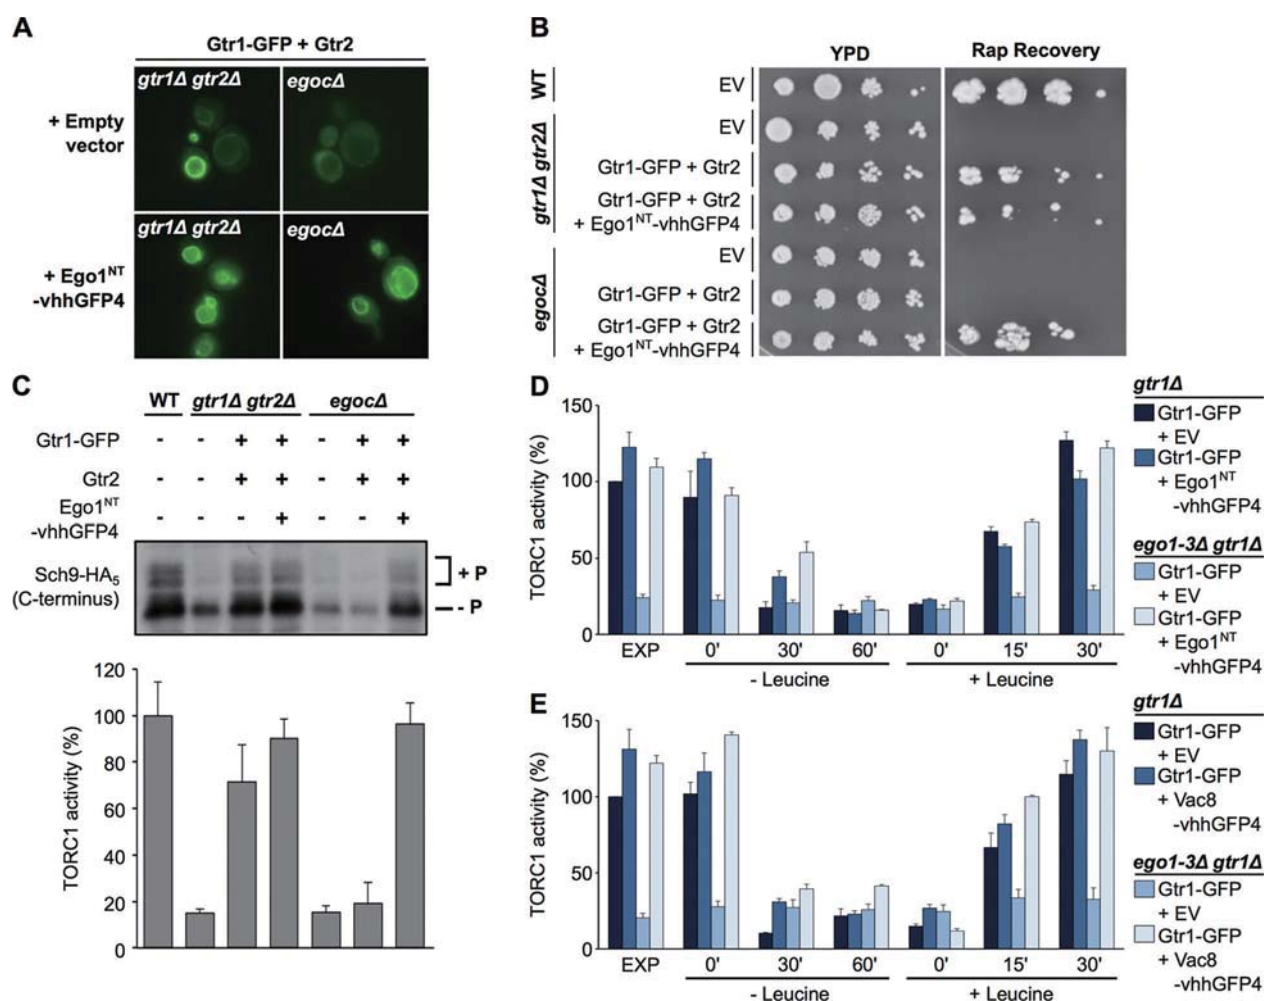 A
Gtr1-GFP + Gtr2
gtr1Δ gtr2Δ
egocΔ
+ Empty
vector
gtr1Δ gtr2Δ
egocΔ
+ Ego1NT
-vhhGFP4
B
YPD
Rap Recovery
WT
EV
gtr1Δ gtr2Δ
EV
Gtr1-GFP + Gtr2
Gtr1-GFP + Gtr2
+ Ego1NT-vhhGFP4
egocΔ
EV
Gtr1-GFP + Gtr2
Gtr1-GFP + Gtr2
+ Ego1NT-vhhGFP4
C
WT gtr1Δ gtr2Δ egocΔ
Gtr1-GFP - - + + - + +
Gtr2 - - + + - + +
Ego1NT
-vhhGFP4 - - - + - - +
Sch9-HA5
(C-terminus)
+ P
- P
TORC1 activity (%)
120
100
80
60
40
20
0
D
TORC1 activity (%)
150
100
50
0
EXP 0' 30' 60' 0' 15' 30'
- Leucine + Leucine
gtr1Δ
Gtr1-GFP
+ EV
Gtr1-GFP
+ Ego1NT
-vhhGFP4
ego1-3Δ gtr1Δ
Gtr1-GFP
+ EV
Gtr1-GFP
+ Ego1NT
-vhhGFP4
E
TORC1 activity (%)
150
100
50
0
EXP 0' 30' 60' 0' 15' 30'
- Leucine + Leucine
gtr1Δ
Gtr1-GFP
+ EV
Gtr1-GFP
+ Vac8
-vhhGFP4
ego1-3Δ gtr1Δ
Gtr1-GFP
+ EV
Gtr1-GFP
+ Vac8
-vhhGFP4